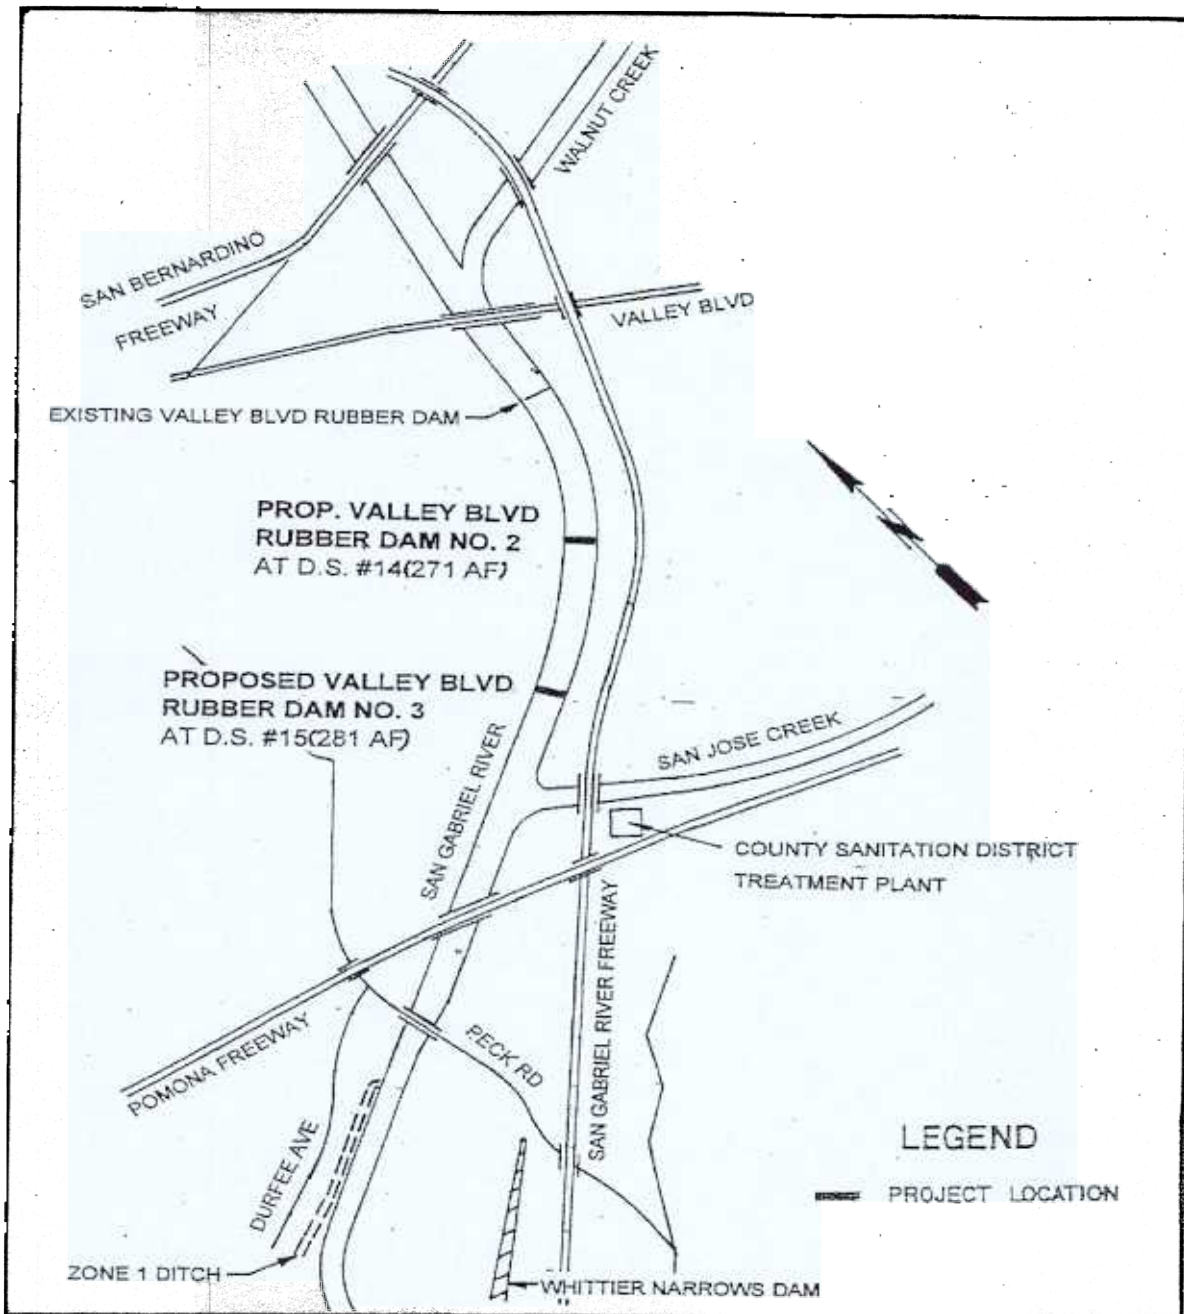 WALNUT CREEK
SAN BERNARDINO
FREEWAY
VALLEY BLVD
EXISTING VALLEY BLVD RUBBER DAM
PROP. VALLEY BLVD
RUBBER DAM NO. 2
AT D.S. #14(271 AF)
N
PROPOSED VALLEY BLVD
RUBBER DAM NO. 3
AT D.S. #15(281 AF)
SAN GABRIEL RIVER
SAN JOSE CREEK
COUNTY SANITATION DISTRICT
TREATMENT PLANT
POMONA FREEWAY
PECK RD
SAN GABRIEL RIVER FREEWAY
DURFEE AVE
LEGEND
PROJECT LOCATION
ZONE 1 DITCH
WHITTIER NARROWS DAM